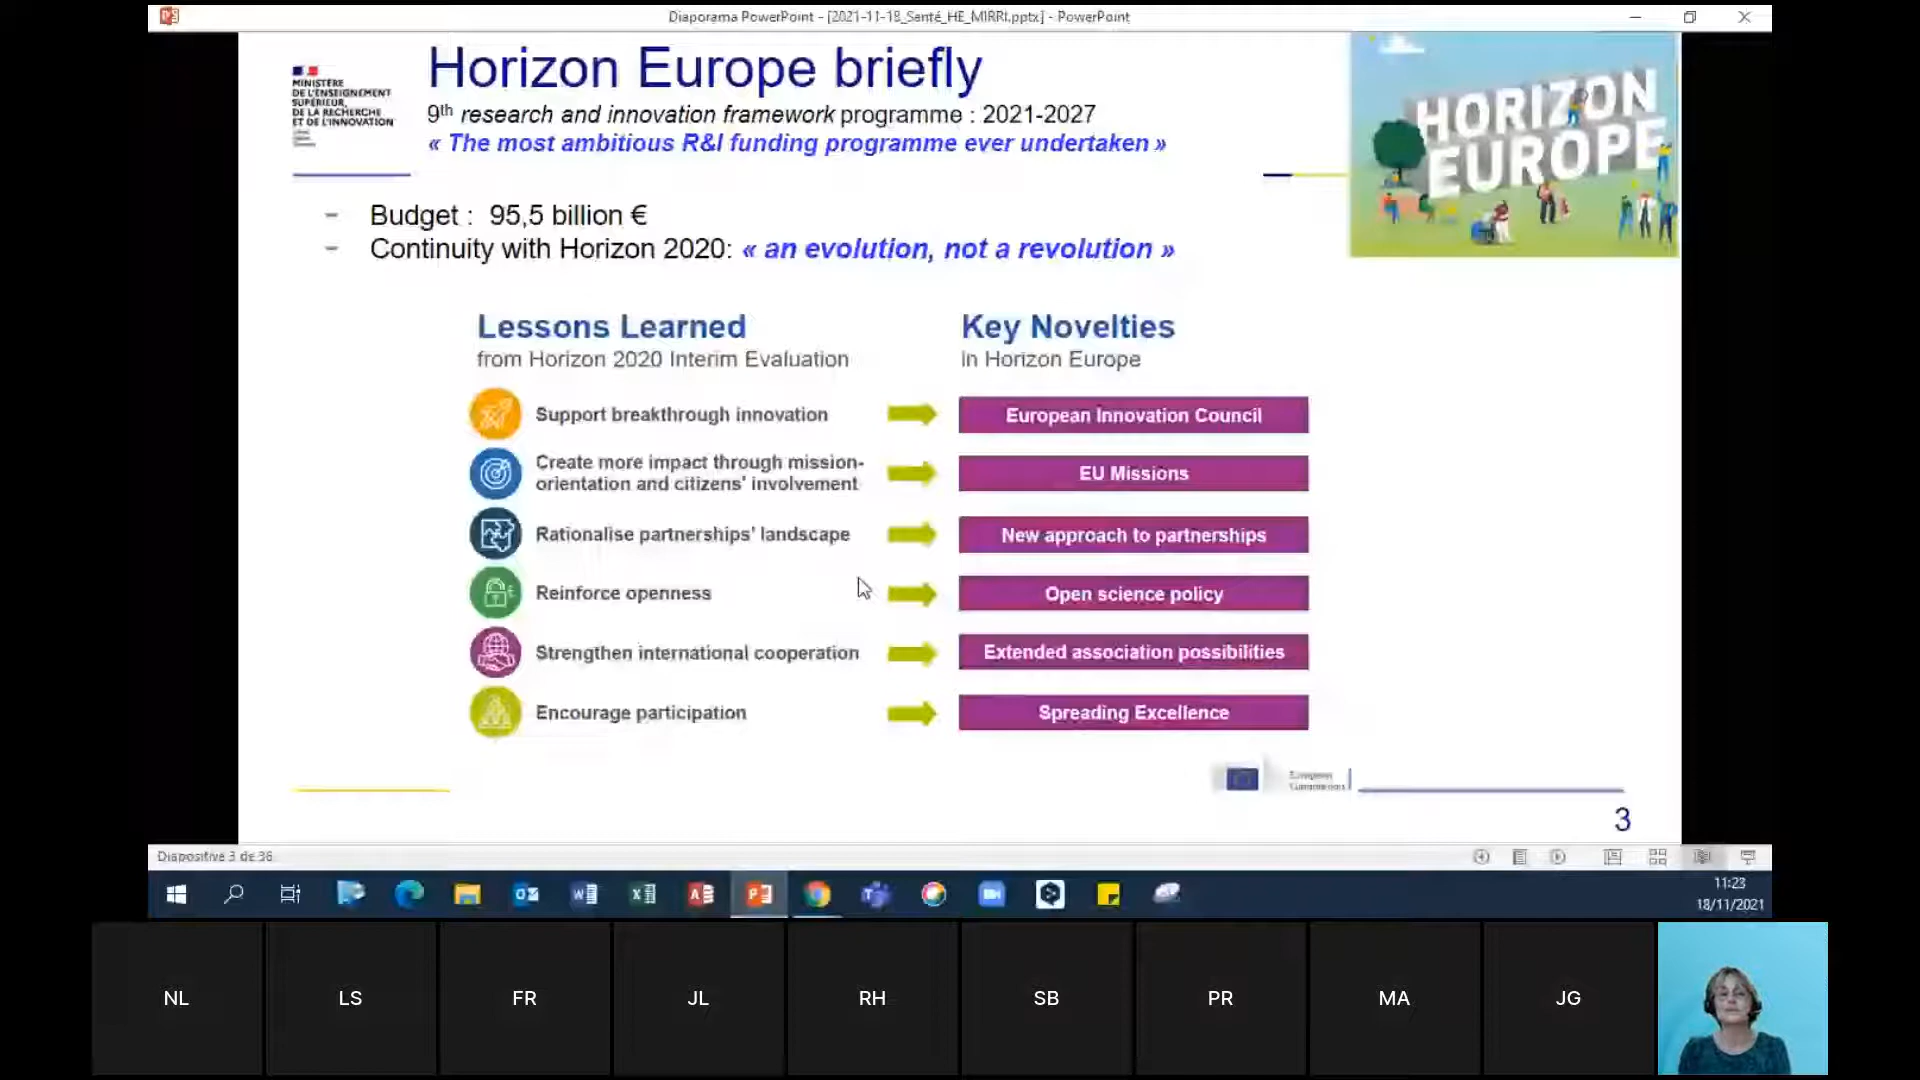 Diaporama PowerPoint - [2021-11-18_Santé_HE_MIRRI.pptx] - PowerPoint
MINISTÈRE
DE L'ENSEIGNEMENT
SUPÉRIEUR,
DE LA RECHERCHE
ET DE L'INNOVATION
Horizon Europe briefly
9th research and innovation framework programme : 2021-2027
« The most ambitious R&I funding programme ever undertaken »
HORIZON
EUROPE
- Budget : 95,5 billion €
- Continuity with Horizon 2020: « an evolution, not a revolution »
Lessons Learned
from Horizon 2020 Interim Evaluation
Key Novelties
in Horizon Europe
Support breakthrough innovation
European Innovation Council
Create more impact through mission-
orientation and citizens' involvement
EU Missions
Rationalise partnerships' landscape
New approach to partnerships
Reinforce openness
Open science policy
Strengthen international cooperation
Extended association possibilities
Encourage participation
Spreading Excellence
European
Commission
3
Diapositive 3 de 36
11:23
18/11/2021
NL
LS
FR
JL
RH
SB
PR
MA
JG